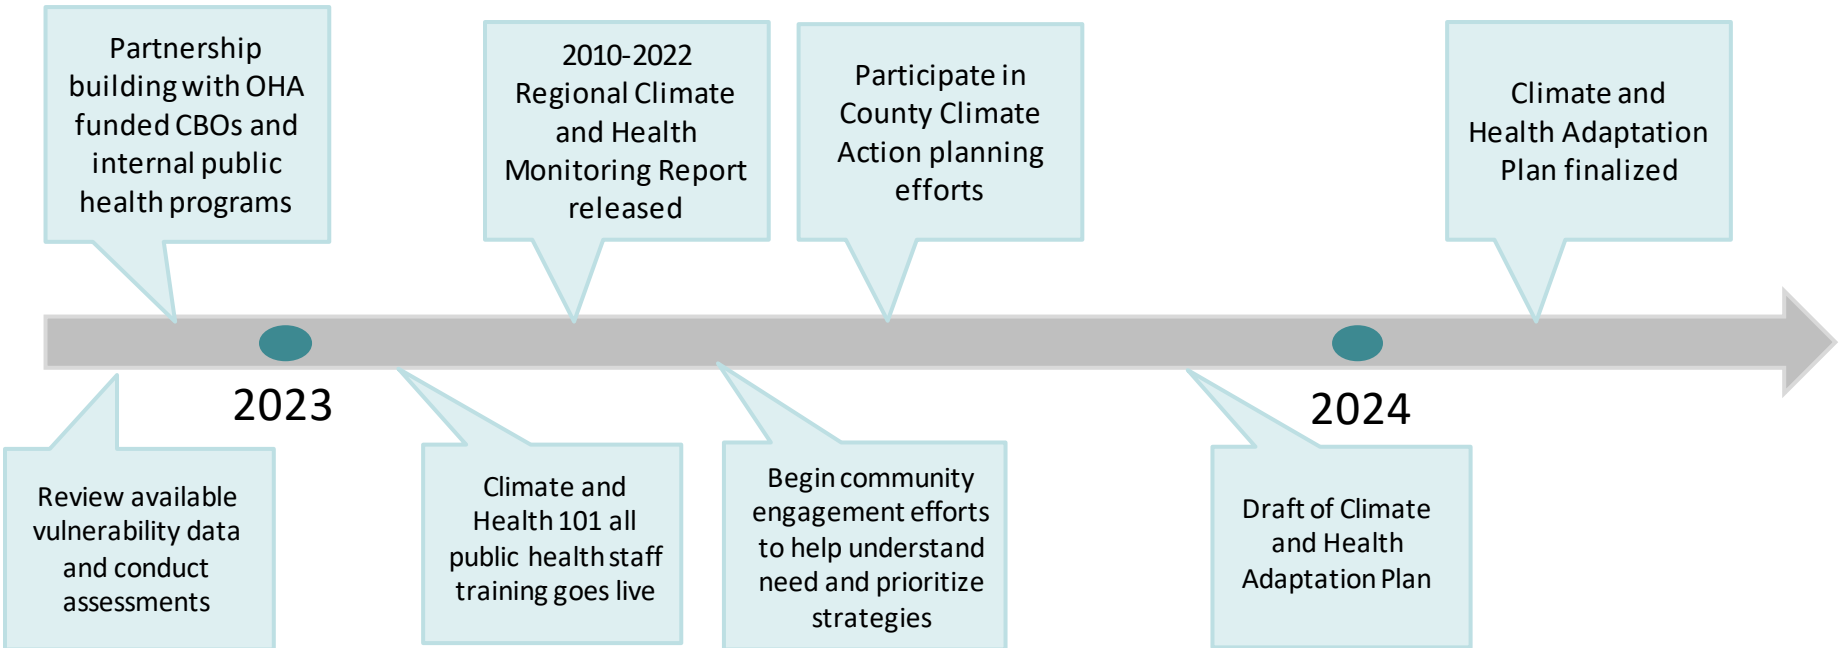 Partnership
building with OHA
funded CBOs and
internal public
health programs
2010-2022
Regional Climate
and Health
Monitoring Report
released
Participate in
County Climate
Action planning
efforts
Climate and
Health Adaptation
Plan finalized
2023
2024
Review available
vulnerability data
and conduct
assessments
Climate and
Health 101 all
public health staff
training goes live
Begin community
engagement efforts
to help understand
need and prioritize
strategies
Draft of Climate
and Health
Adaptation Plan